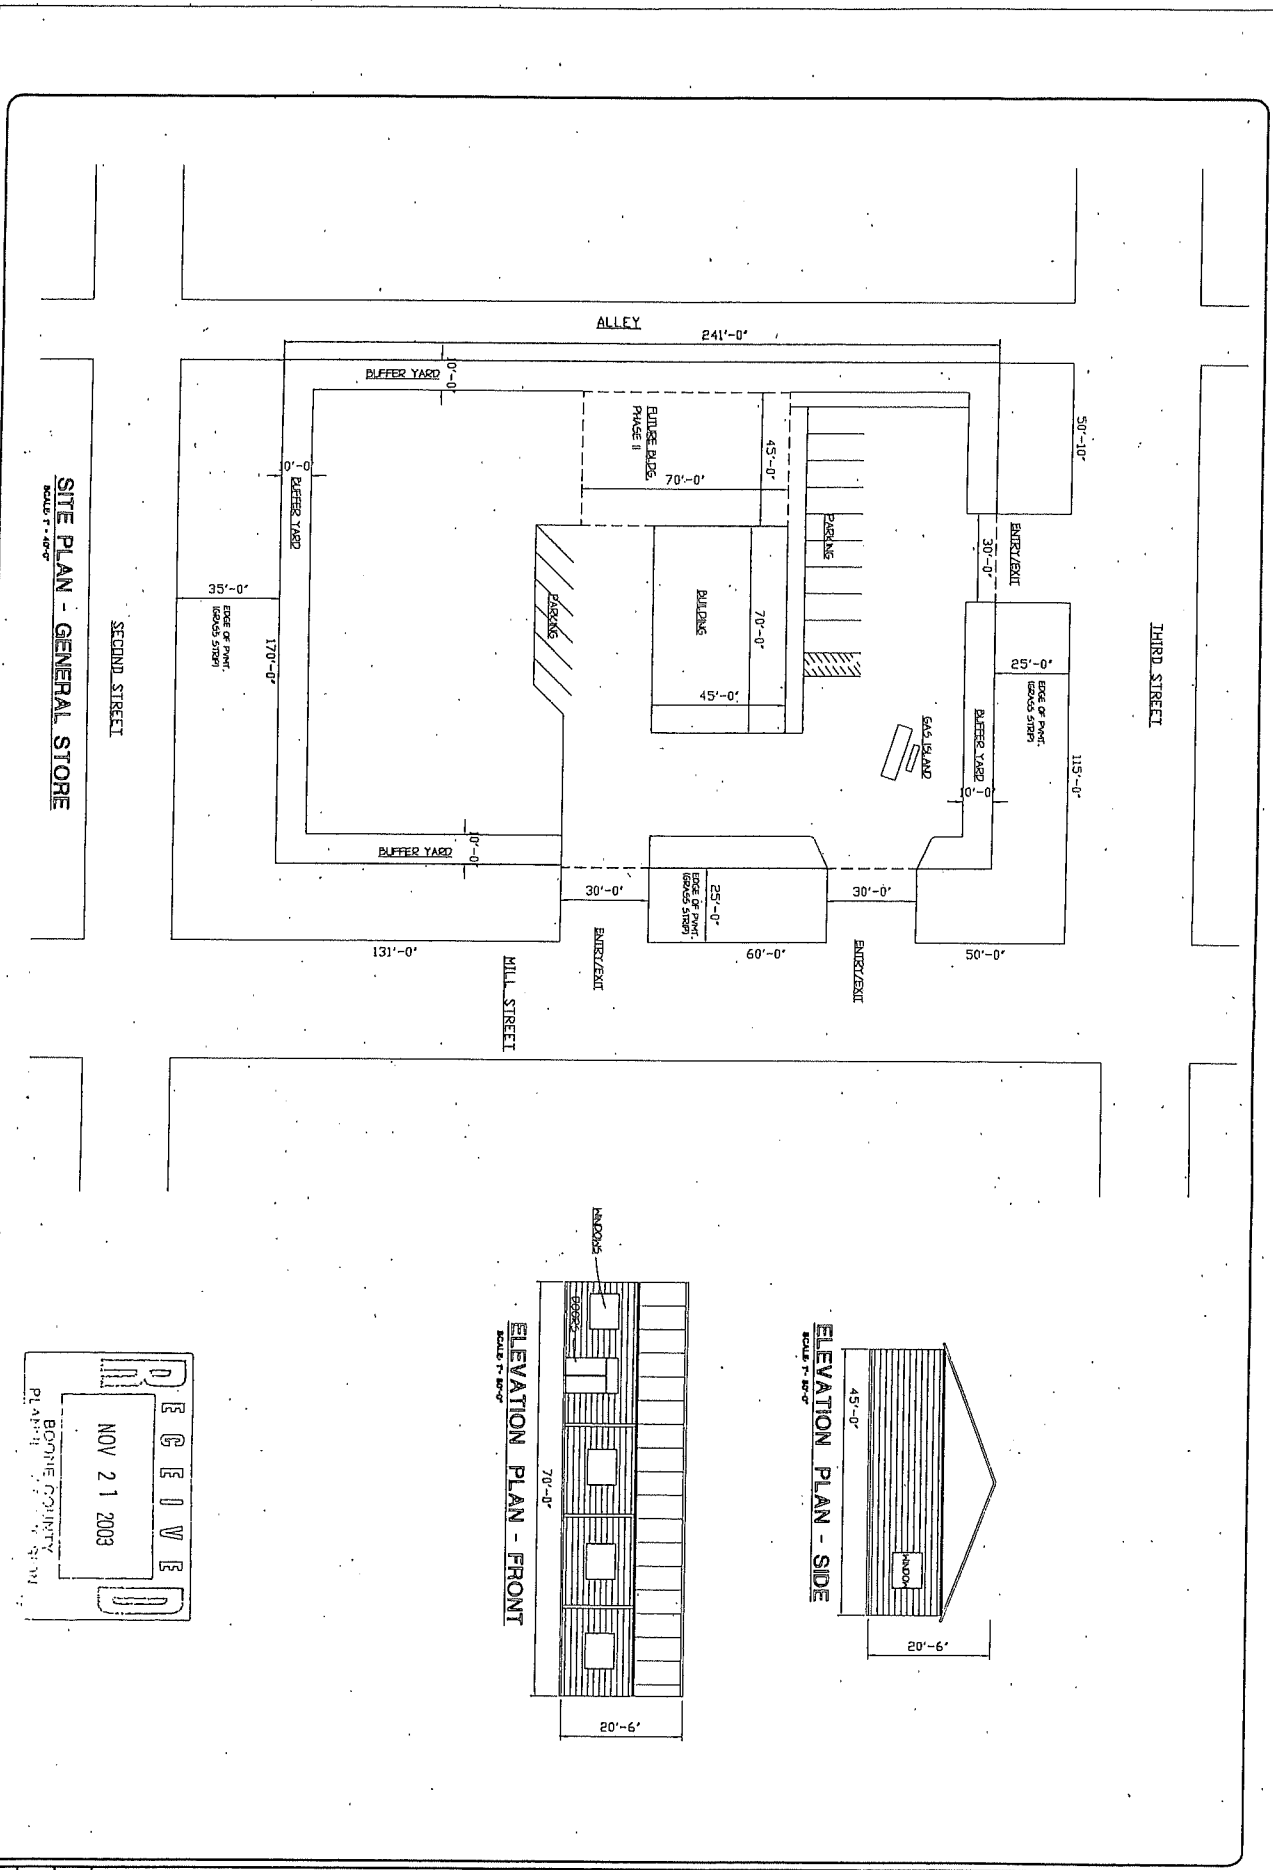 THIRD STREET
50'-10"
ENTRY/EXIT
30'-0"
25'-0"
EDGE OF PVMT.
(GRASS STRIP)
115'-0"
BUFFER YARD
10'-0"
GAS ISLAND
PARKING
ALLEY
241'-0"
10'-0"
BUFFER YARD
45'-0"
FUTURE BLDG.
PHASE II
70'-0"
BUILDING
70'-0"
45'-0"
PARKING
ENTRY/EXIT
30'-0"
50'-0"
EDGE OF PVMT.
(GRASS STRIP)
25'-0"
60'-0"
30'-0"
ENTRY/EXIT
MILL STREET
131'-0"
BUFFER YARD
10'-0"
0'-0
BUFFER YARD
35'-0"
EDGE OF PVMT.
(GRASS STRIP)
170'-0"
SECOND STREET
SITE PLAN - GENERAL STORE
SCALE: 1" = 40'-0"
45'-0"
WINDOW
20'-6"
ELEVATION PLAN - SIDE
WINDOWS
DOORS
70'-0"
20'-6"
ELEVATION PLAN - FRONT
RECEIVED
NOV 21 2003
BOONE COUNTY